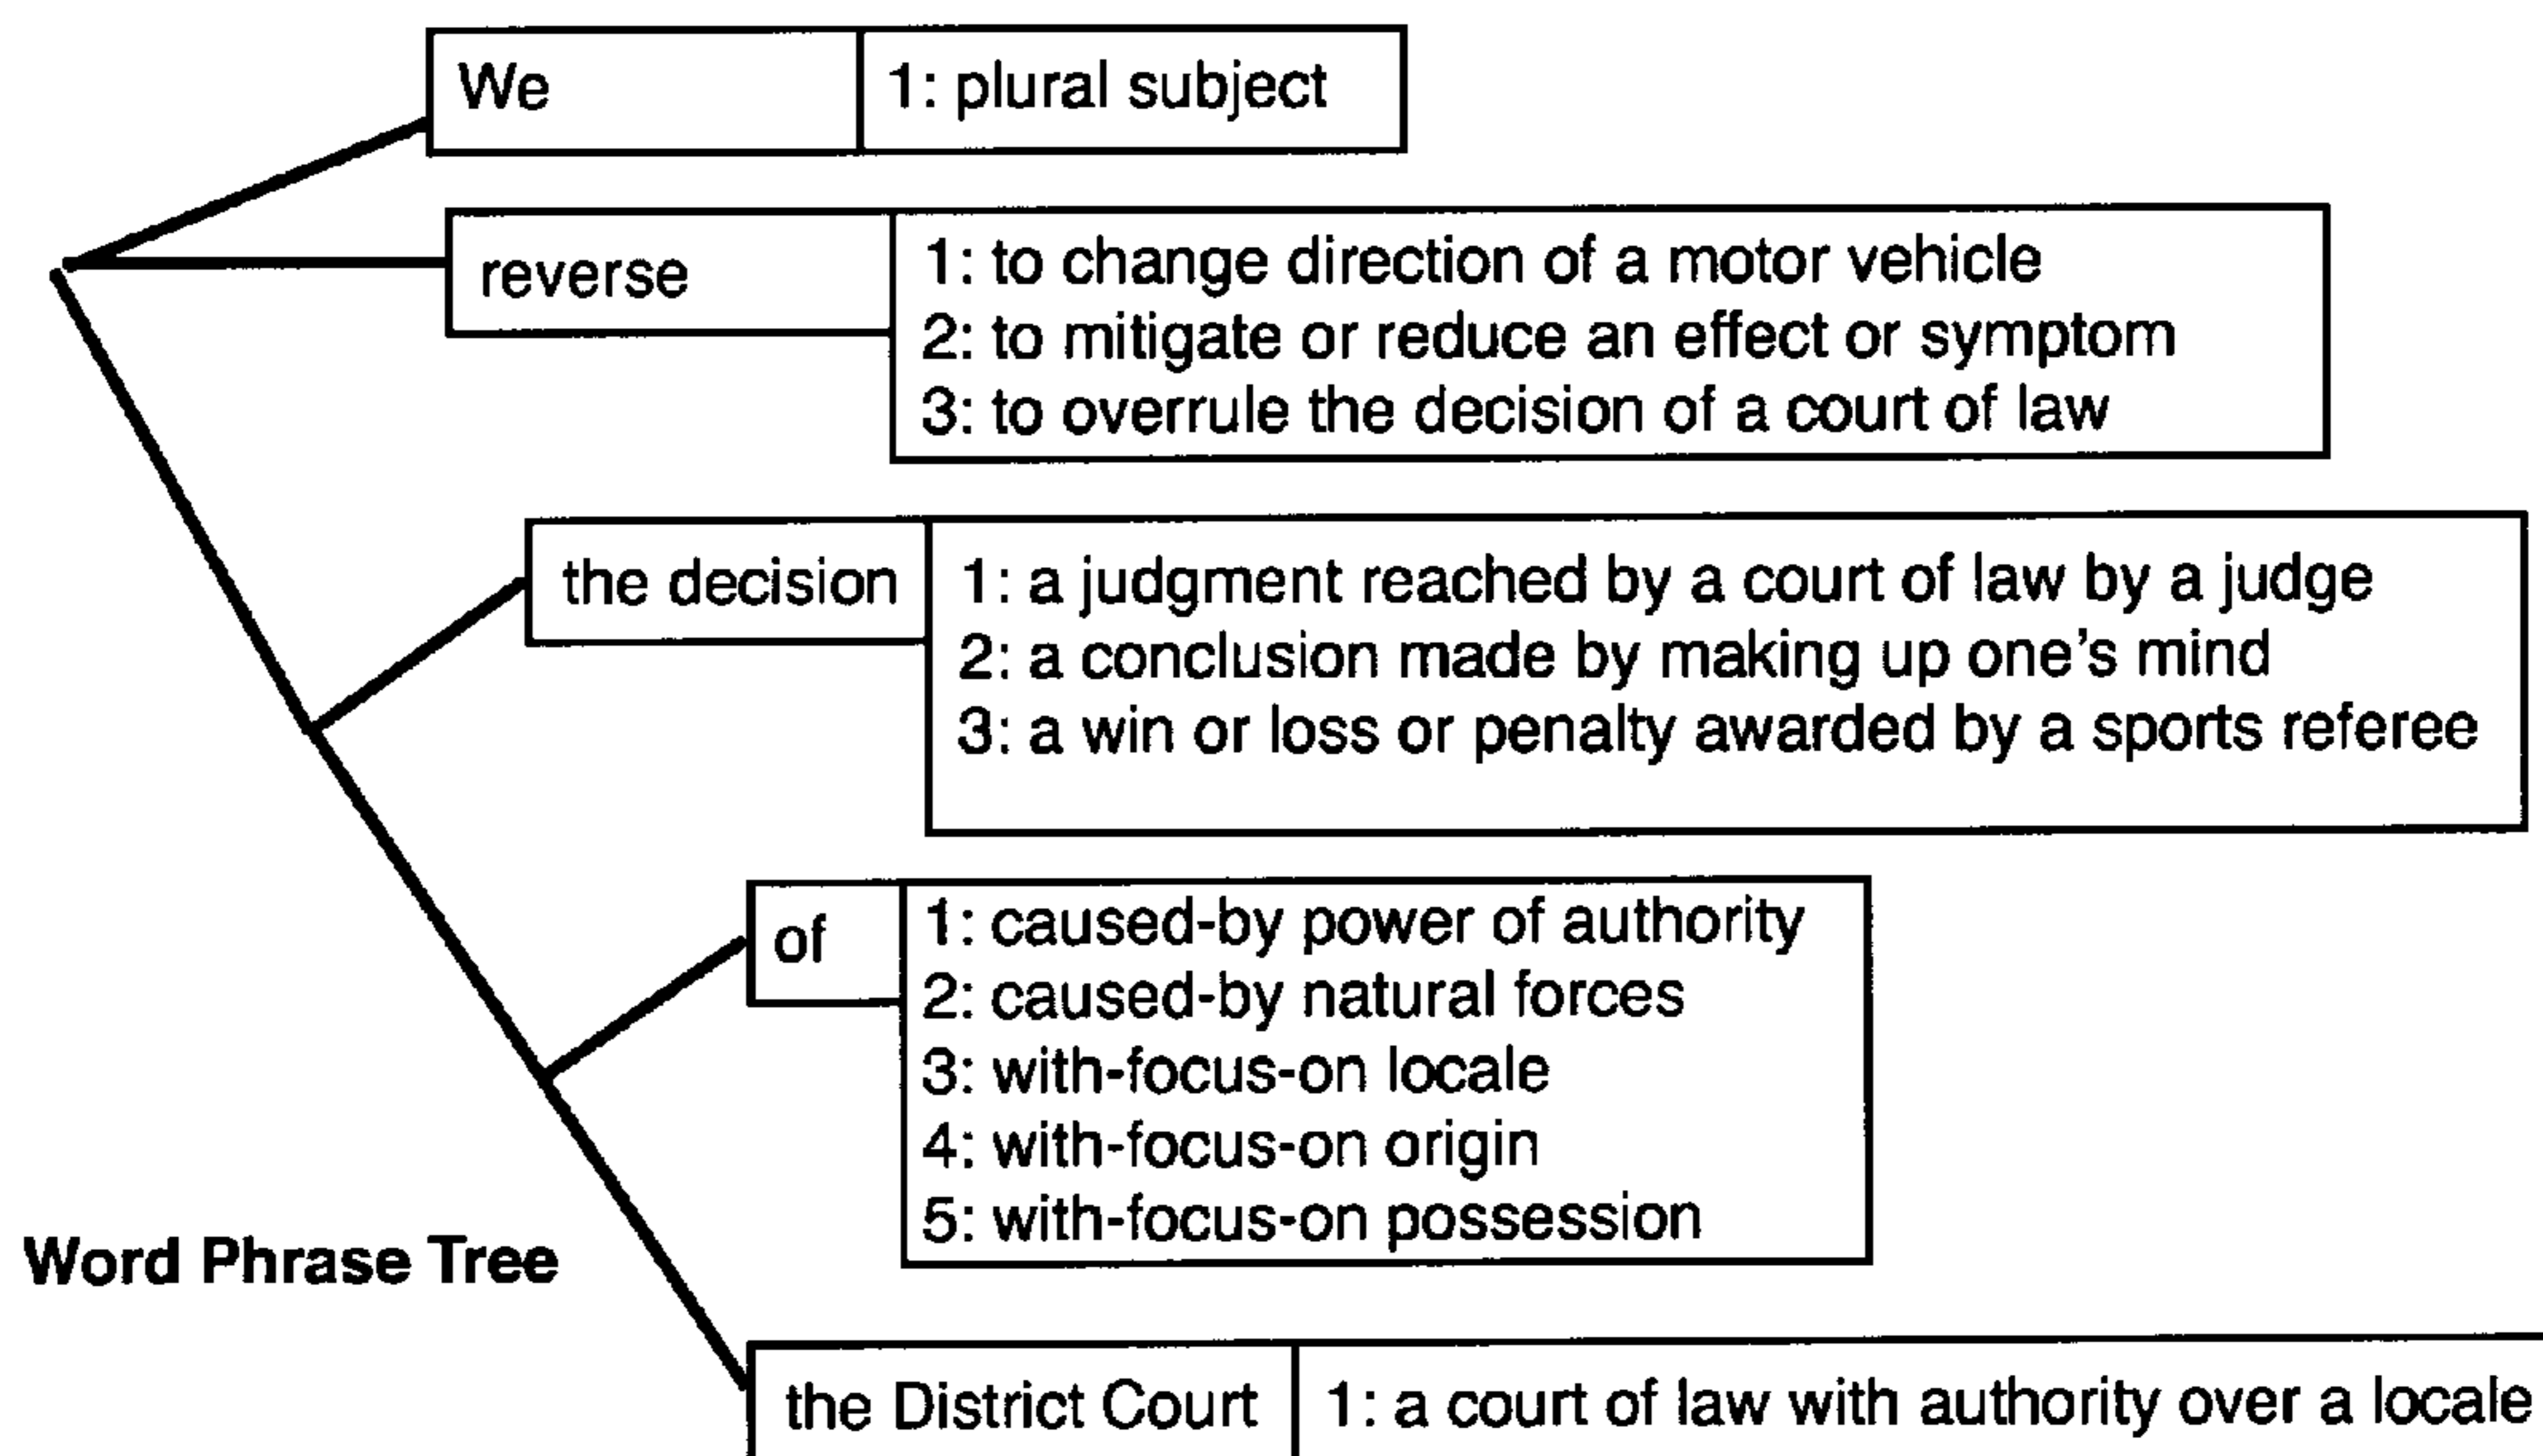 We
1: plural subject
reverse
1: to change direction of a motor vehicle
2: to mitigate or reduce an effect or symptom
3: to overrule the decision of a court of law
the decision
1: a judgment reached by a court of law by a judge
2: a conclusion made by making up one's mind
3: a win or loss or penalty awarded by a sports referee
of
1: caused-by power of authority
2: caused-by natural forces
3: with-focus-on locale
4: with-focus-on origin
5: with-focus-on possession
Word Phrase Tree
the District Court
1: a court of law with authority over a locale